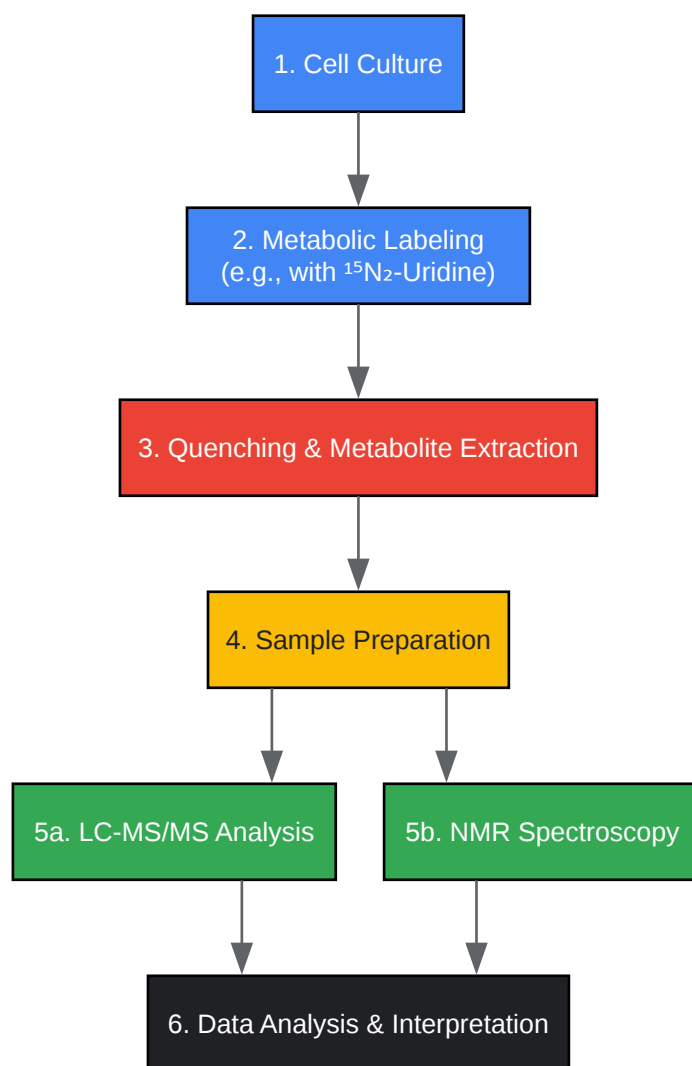 1. Cell Culture
2. Metabolic Labeling
(e.g., with ¹⁵N₂-Uridine)
3. Quenching & Metabolite Extraction
4. Sample Preparation
5a. LC-MS/MS Analysis
5b. NMR Spectroscopy
6. Data Analysis & Interpretation